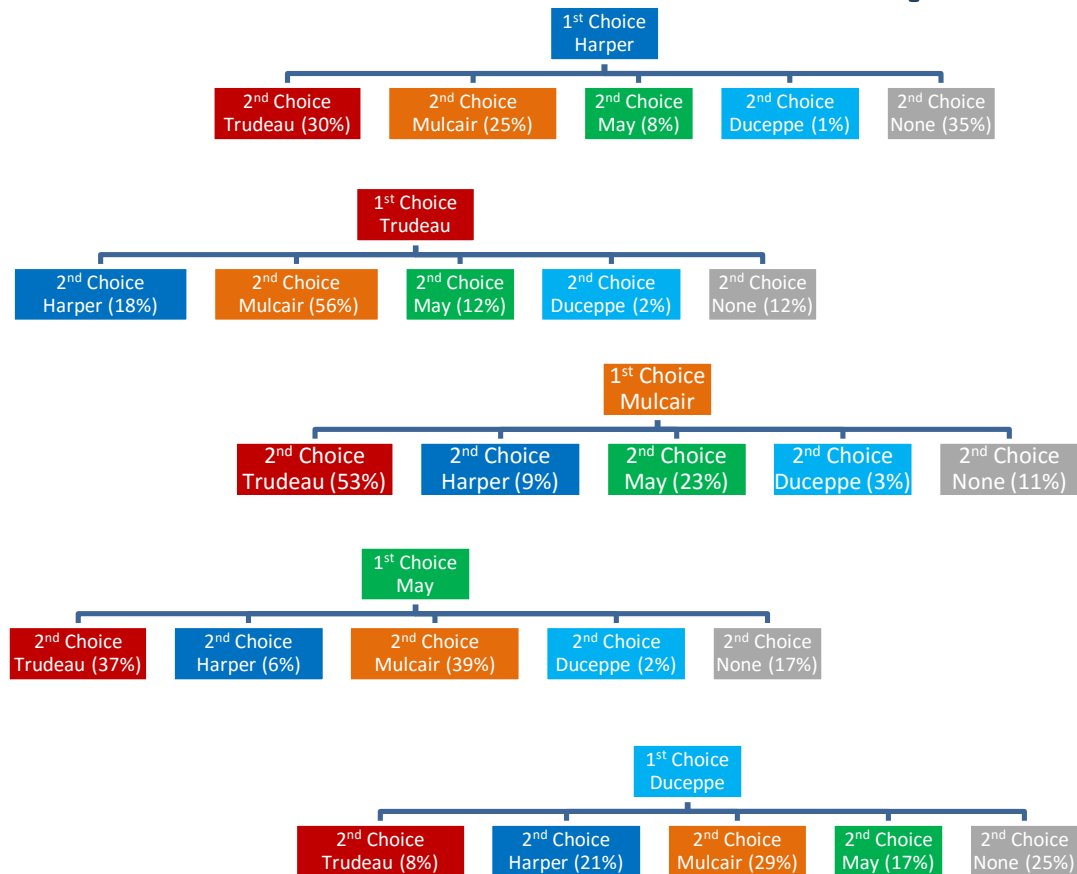 1st Choice
Harper
2nd Choice
Trudeau (30%)
2nd Choice
Mulcair (25%)
2nd Choice
May (8%)
2nd Choice
Duceppe (1%)
2nd Choice
None (35%)
1st Choice
Trudeau
2nd Choice
Harper (18%)
2nd Choice
Mulcair (56%)
2nd Choice
May (12%)
2nd Choice
Duceppe (2%)
2nd Choice
None (12%)
1st Choice
Mulcair
2nd Choice
Trudeau (53%)
2nd Choice
Harper (9%)
2nd Choice
May (23%)
2nd Choice
Duceppe (3%)
2nd Choice
None (11%)
1st Choice
May
2nd Choice
Trudeau (37%)
2nd Choice
Harper (6%)
2nd Choice
Mulcair (39%)
2nd Choice
Duceppe (2%)
2nd Choice
None (17%)
1st Choice
Duceppe
2nd Choice
Trudeau (8%)
2nd Choice
Harper (21%)
2nd Choice
Mulcair (29%)
2nd Choice
May (17%)
2nd Choice
None (25%)